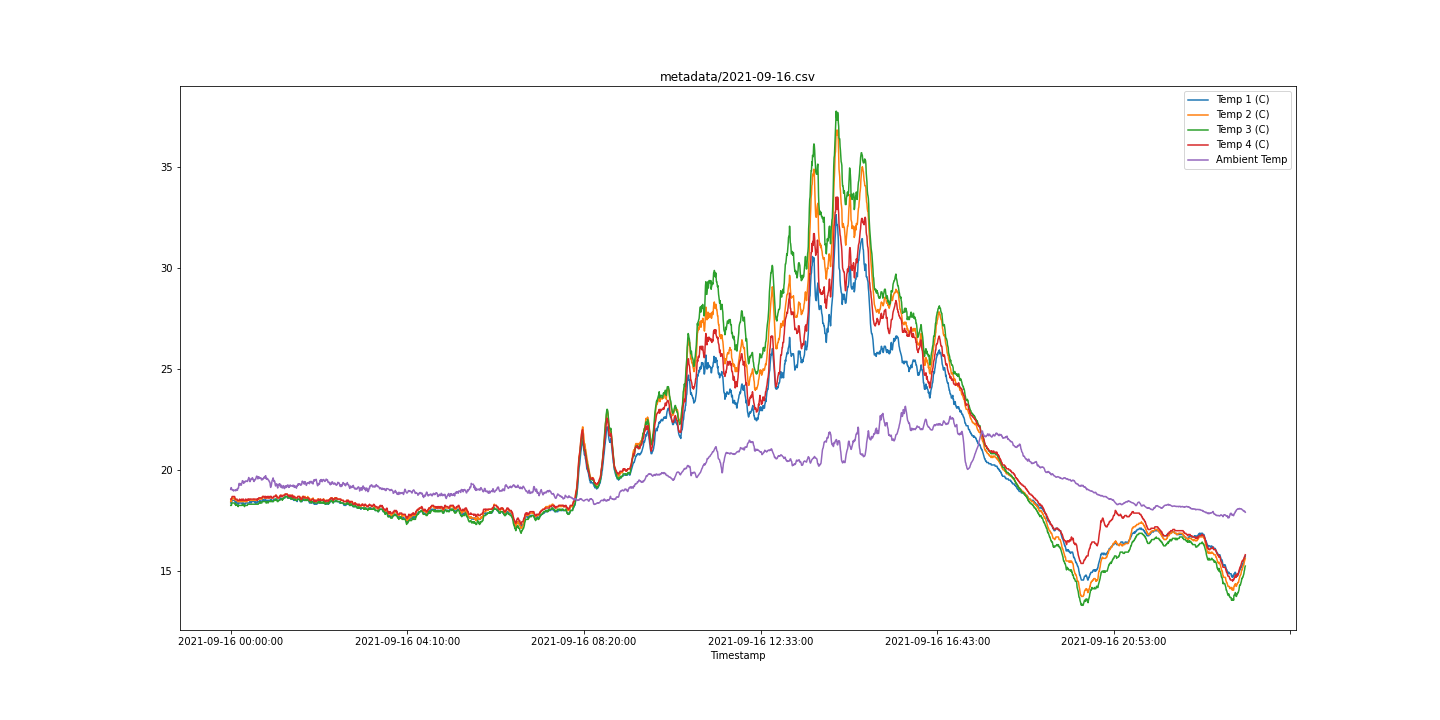 metadata/2021-09-16.csv
Temp 1 (C)
Temp 2 (C)
Temp 3 (C)
Temp 4 (C)
Ambient Temp
35
30
25
20
15
2021-09-16 00:00:00
2021-09-16 04:10:00
2021-09-16 08:20:00
2021-09-16 12:33:00
2021-09-16 16:43:00
2021-09-16 20:53:00
Timestamp